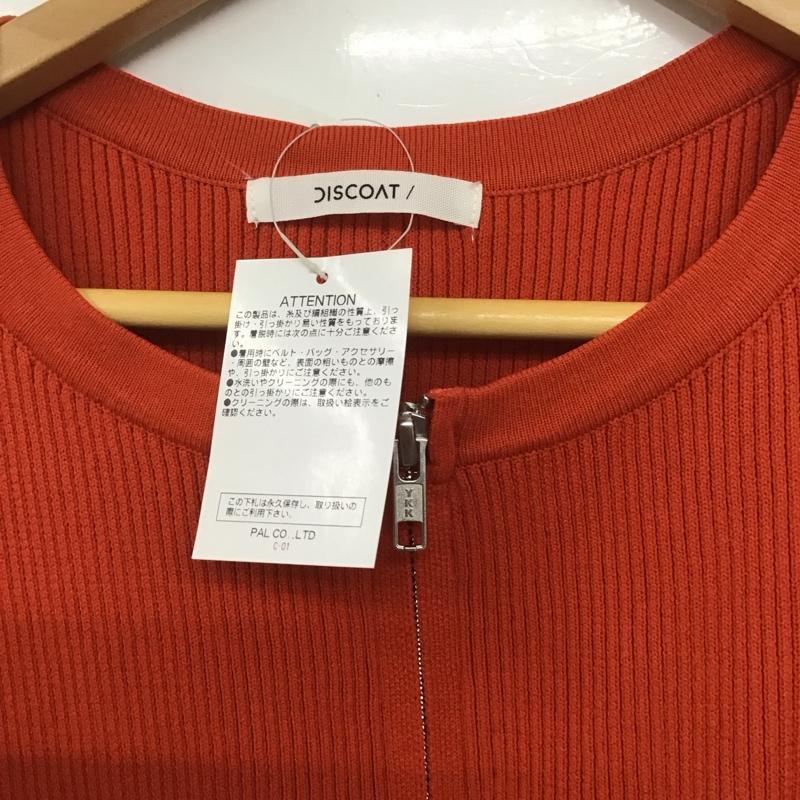 DISCOAT /
ATTENTION
この製品は、糸及び編組織の性質上、引っ
掛け・引っ掛かり易い性質をもっておりま
す。着脱時には次の点に十分ご注意くださ
い。
●着用時にベルト・バッグ・アクセサリー
・周囲の壁など、表面の粗いものとの摩擦
や、引っ掛かりにご注意ください。
●水洗いやクリーニングの際にも、他のも
のとの引っ掛かりにご注意ください。
●クリーニングの際は、取扱い絵表示をご
確認ください。
この下札は永久保存し、取り扱いの
際にご利用下さい。
PAL CO.,LTD
C-01
YKK